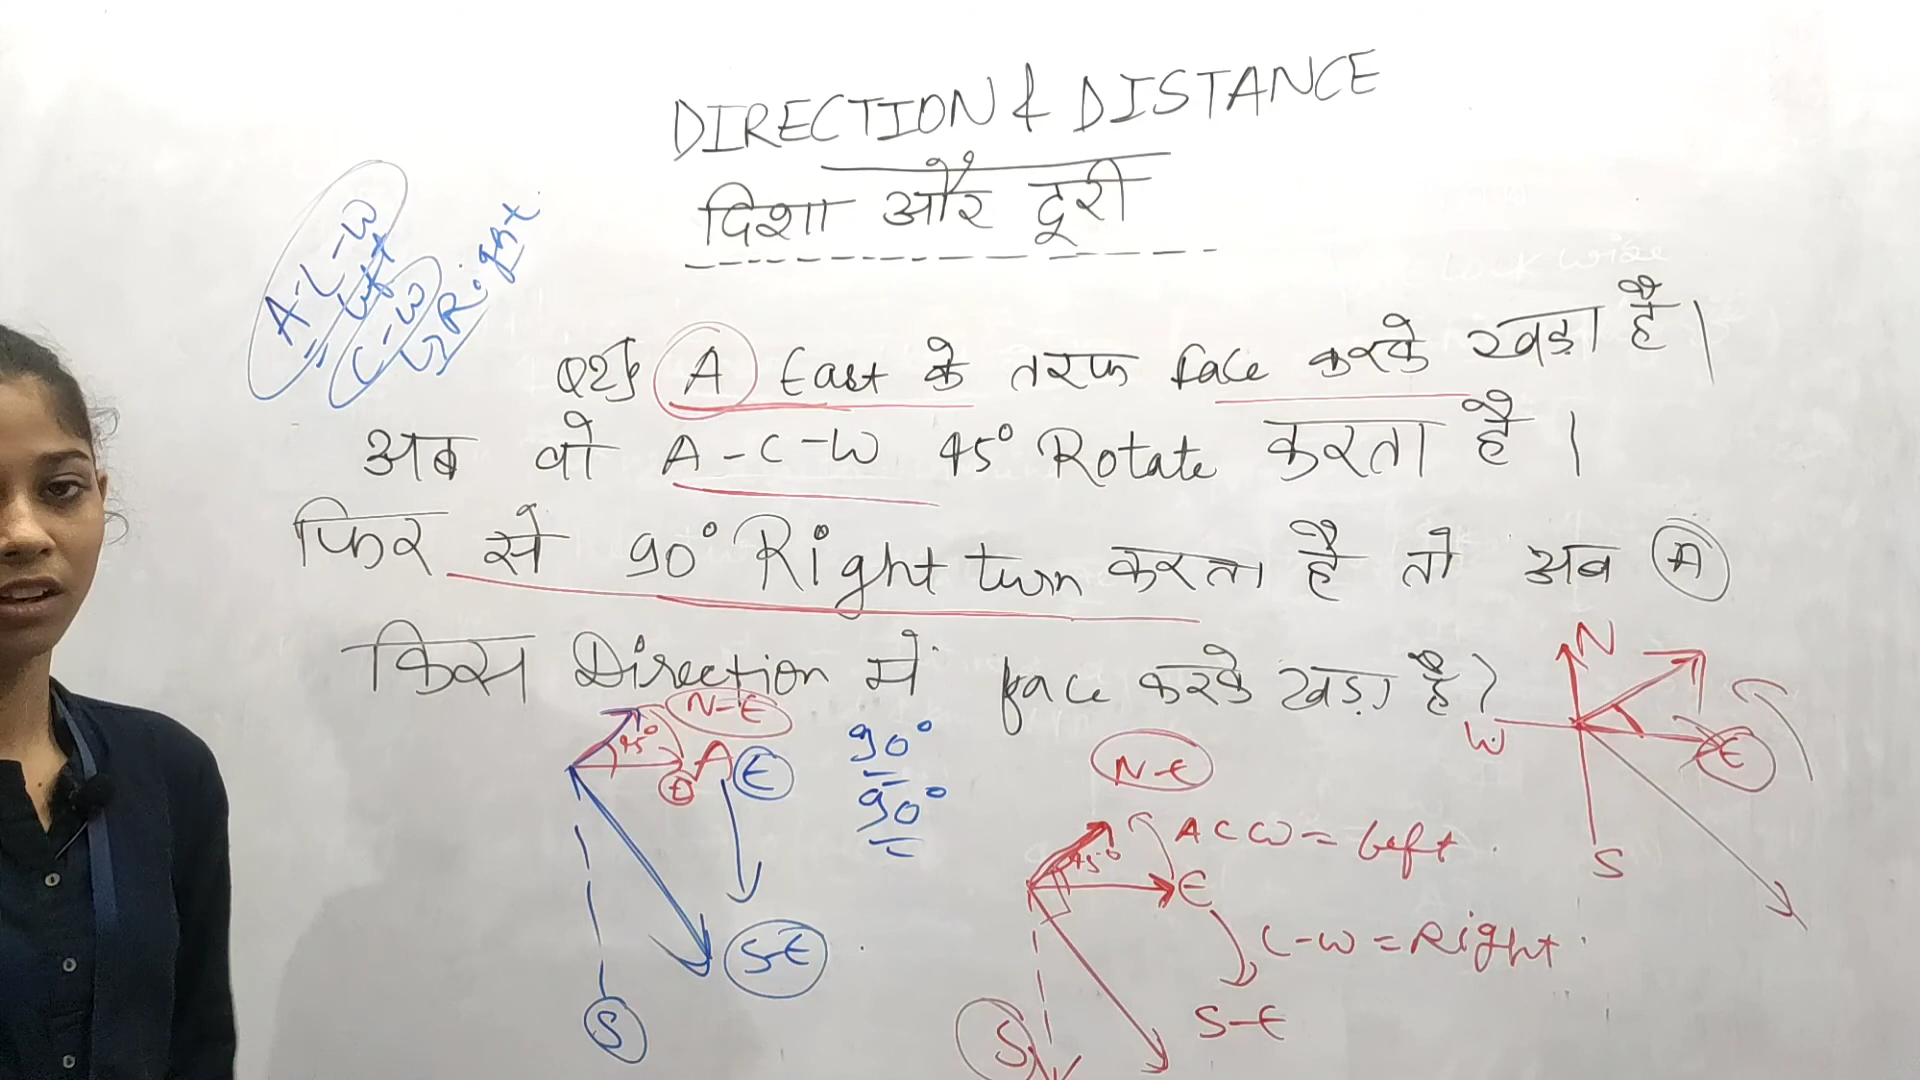 DIRECTION & DISTANCE
दिशा और दूरी
A-C-W
Left
C-W
Right
Q2} A East के तरफ face करके खड़ा है।
अब वो A-C-W 45° Rotate करता है।
फिर से 90° Right turn करता है तो अब A
किस Direction में face करके खड़ा है?
N-E
45°
E A E
S-E
S
90°
90°
N-E
45°
E
ACW = Left
C-W = Right
S-E
S
N
W
E
S